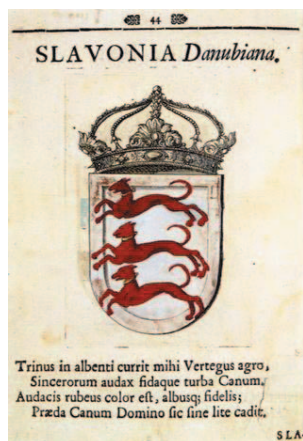 44
SLAVONIA Danubiana.
Trinus in albenti currit mihi Vertegus agro,
Sincerorum audax fidaque turba Canum.
Audacis rubeus color eſt, albusq; fidelis;
Præda Canum Domino ſic ſine lite cadit.
SLA-